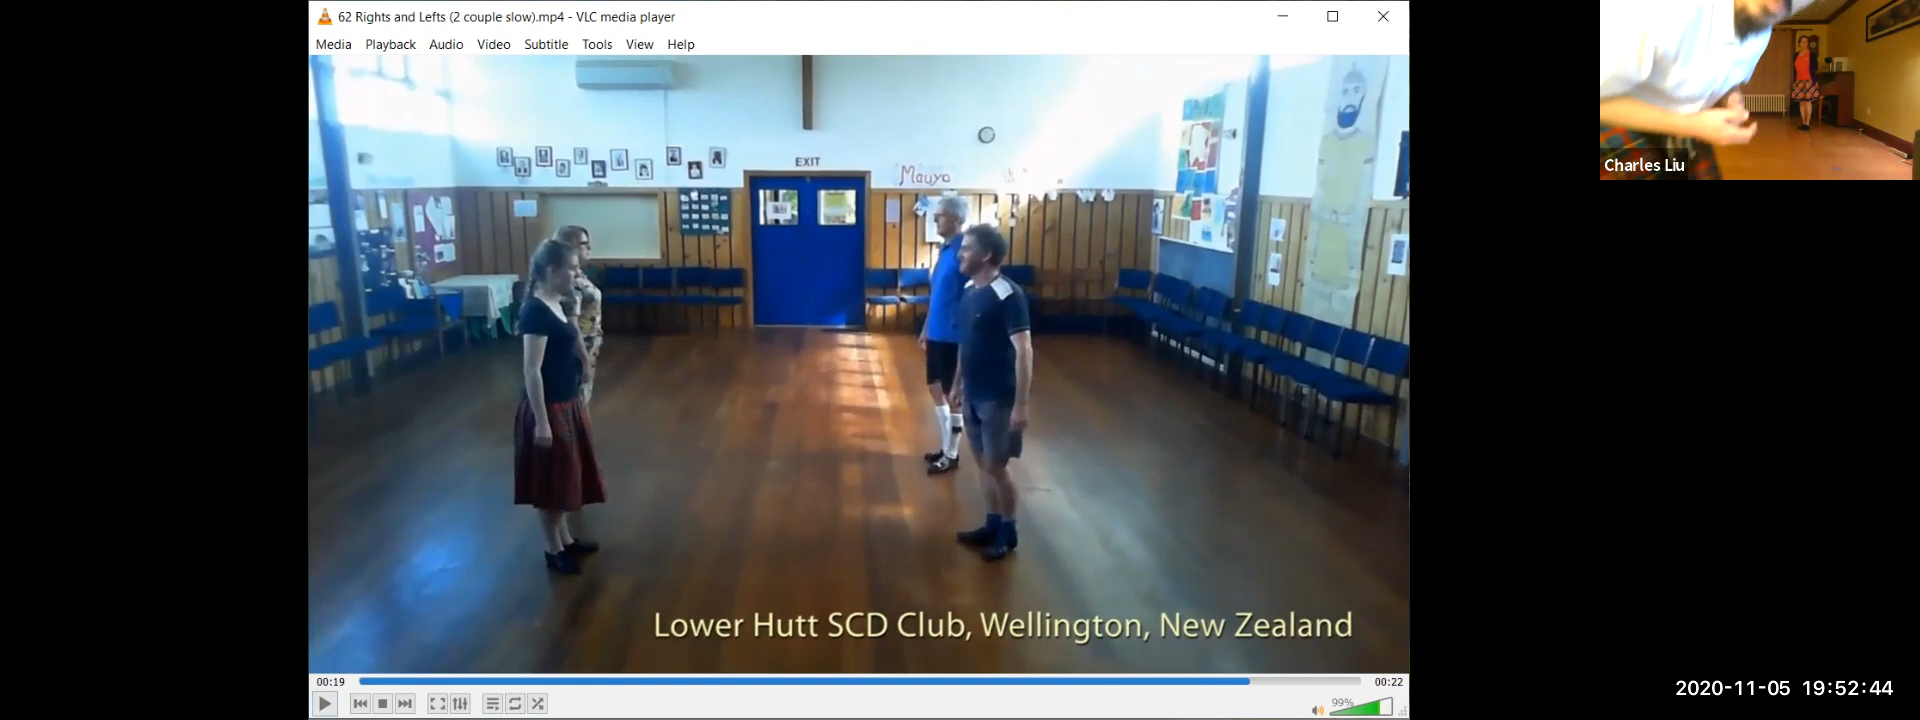 62 Rights and Lefts (2 couple slow).mp4 - VLC media player
Media Playback Audio Video Subtitle Tools View Help
EXIT
Mauya
Charles Liu
Lower Hutt SCD Club, Wellington, New Zealand
00:19
00:22
99%
2020-11-05 19:52:44